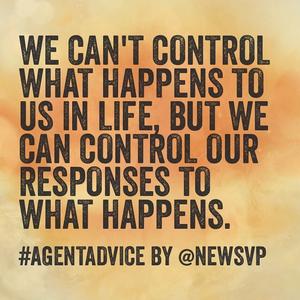 WE CAN'T CONTROL
WHAT HAPPENS TO
US IN LIFE, BUT WE
CAN CONTROL OUR
RESPONSES TO
WHAT HAPPENS.
#AGENTADVICE BY @NEWSVP